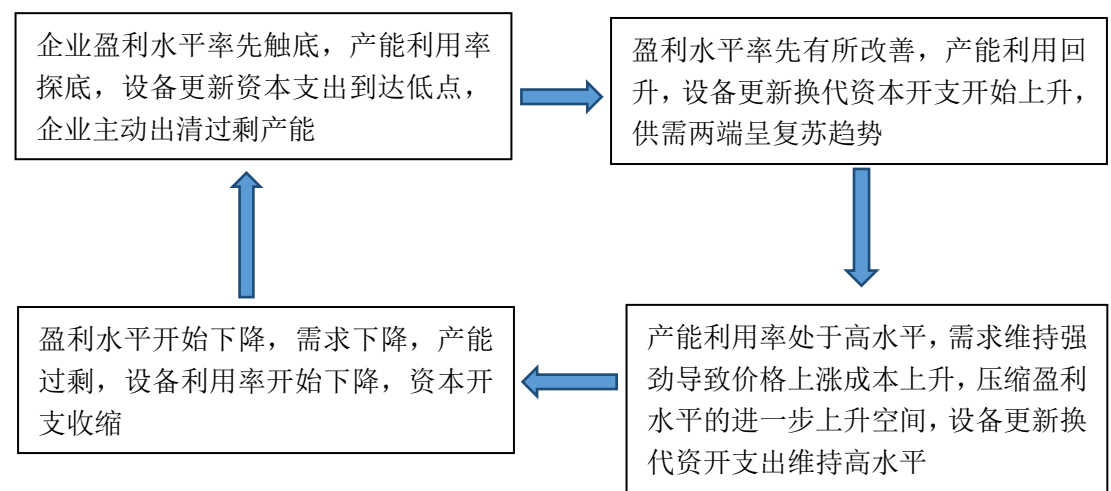 企业盈利水平率先触底，产能利用率
探底，设备更新资本支出到达低点，
企业主动出清过剩产能
盈利水平率先有所改善，产能利用回
升，设备更新换代资本开支开始上升，
供需两端呈复苏趋势
盈利水平开始下降，需求下降，产能
过剩，设备利用率开始下降，资本开
支收缩
产能利用率处于高水平，需求维持强
劲导致价格上涨成本上升，压缩盈利
水平的进一步上升空间，设备更新换
代资开支出维持高水平